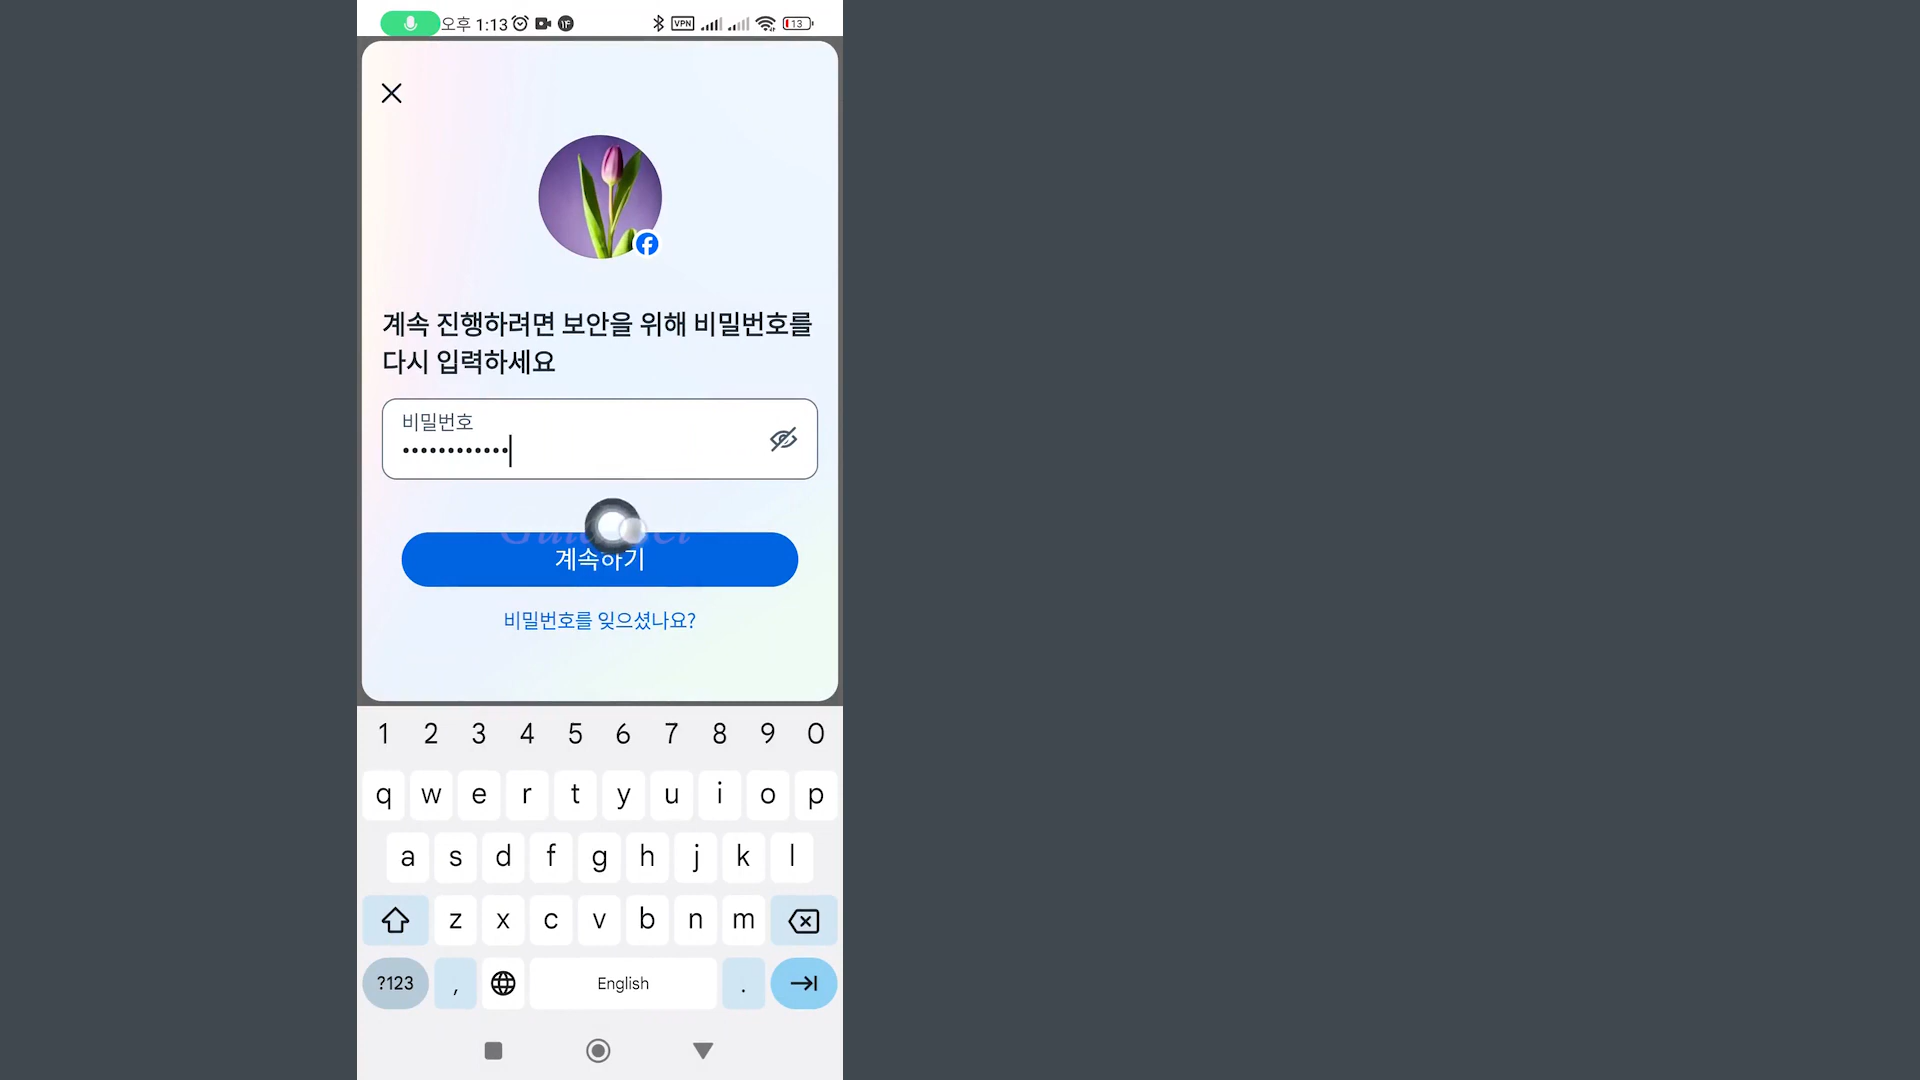 오후 1:13
VPN
13
계속 진행하려면 보안을 위해 비밀번호를
다시 입력하세요
비밀번호
••••••••••••
계속하기
비밀번호를 잊으셨나요?
1 2 3 4 5 6 7 8 9 0
q w e r t y u i o p
a s d f g h j k l
z x c v b n m
?123 , English .